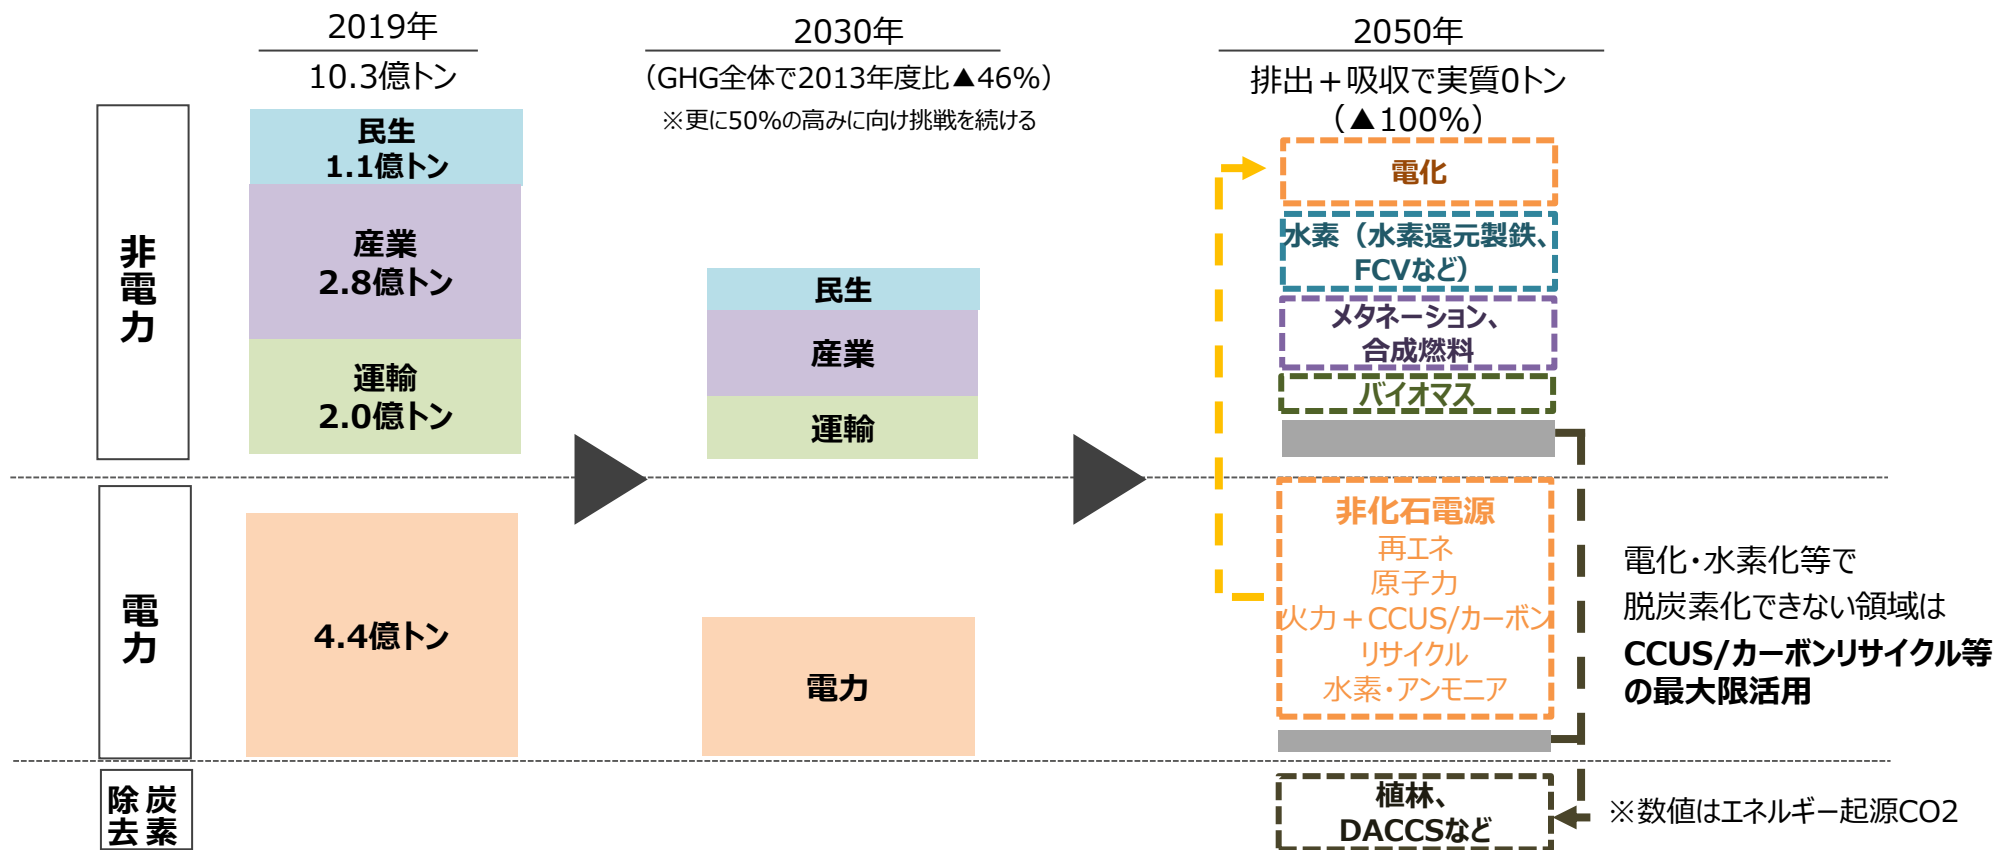 2019年
10.3億トン
2030年
（GHG全体で2013年度比▲46%）
※更に50%の高みに向け挑戦を続ける
2050年
排出＋吸収で実質0トン
（▲100%）
非電力
民生
1.1億トン
産業
2.8億トン
運輸
2.0億トン
民生
産業
運輸
電化
水素（水素還元製鉄、
FCVなど）
メタネーション、
合成燃料
バイオマス
電力
4.4億トン
電力
非化石電源
再エネ
原子力
火力＋CCUS/カーボン
リサイクル
水素・アンモニア
電化・水素化等で
脱炭素化できない領域は
CCUS/カーボンリサイクル等
の最大限活用
炭素
除去
植林、
DACCSなど
※数値はエネルギー起源CO2